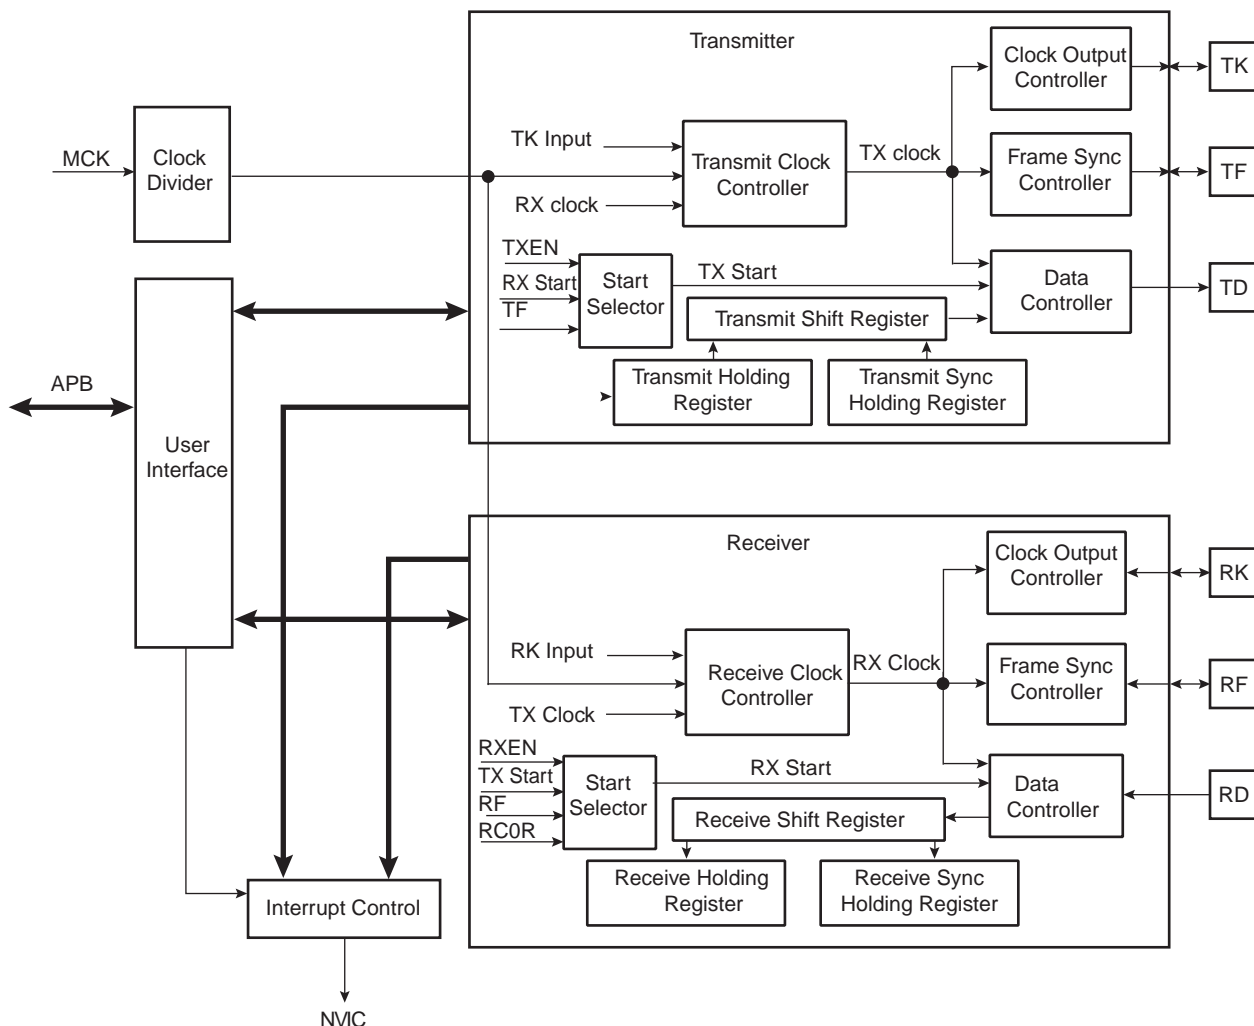 Transmitter
Clock Output
Controller
TK
MCK
Clock
Divider
TK Input
Transmit Clock
Controller
TX clock
Frame Sync
Controller
TF
RX clock
TXEN
RX Start
TF
Start
Selector
TX Start
Data
Controller
TD
Transmit Shift Register
Transmit Holding
Register
Transmit Sync
Holding Register
APB
User
Interface
Receiver
Clock Output
Controller
RK
RK Input
Receive Clock
Controller
RX Clock
Frame Sync
Controller
RF
TX Clock
RXEN
TX Start
RF
RC0R
Start
Selector
RX Start
Data
Controller
RD
Receive Shift Register
Receive Holding
Register
Receive Sync
Holding Register
Interrupt Control
NVIC